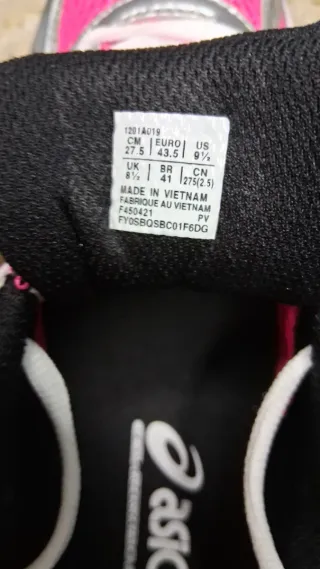 1201A019
CM EURO US
27.5 43.5 9½
UK BR CN
8½ 41 275(2.5)
MADE IN VIETNAM
FABRIQUE AU VIETNAM
F450421 PV
FY0SBQSBC01F6DG
asics